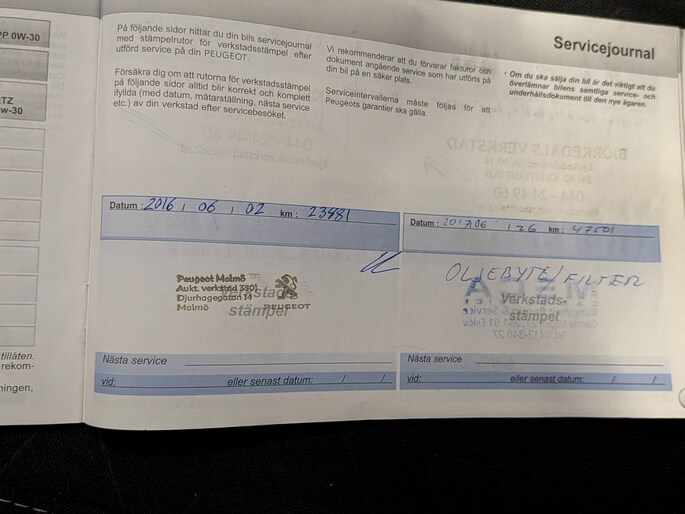 PP 0W-30
0w-30
Servicejournal
På följande sidor hittar du din bils servicejournal
med stämpelrutor för verkstadsstämpel efter
utförd service på din PEUGEOT.
Försäkra dig om att rutorna för verkstadsstämpel
på följande sidor alltid blir korrekt och komplett
ifyllda (med datum, mätarställning, nästa service
etc.) av din verkstad efter servicebesöket.
Vi rekommenderar att du förvarar fakturor och
dokument angående service som har utförts på
din bil på en säker plats.
Serviceintervallerna måste följas för att
Peugeots garantier ska gälla.
* Om du ska sälja din bil är det viktigt att du
överlämnar bilens samtliga service- och
underhållsdokument till den nye ägaren.
Datum : 2016 / 06 / 02 km : 23981
Peugeot Malmö
Aukt. verkstad 3801
Djurhagegatan 14
Malmö
PEUGEOT
Verkstads-
stämpel
Nästa service
vid: eller senast datum: / /
Datum : 201706 / 26 km : 47501
OLJEBYTE/FILTER
Verkstads-
stämpel
Nästa service
vid: eller senast datum: / /
tillåten.
rekom-
ningen,